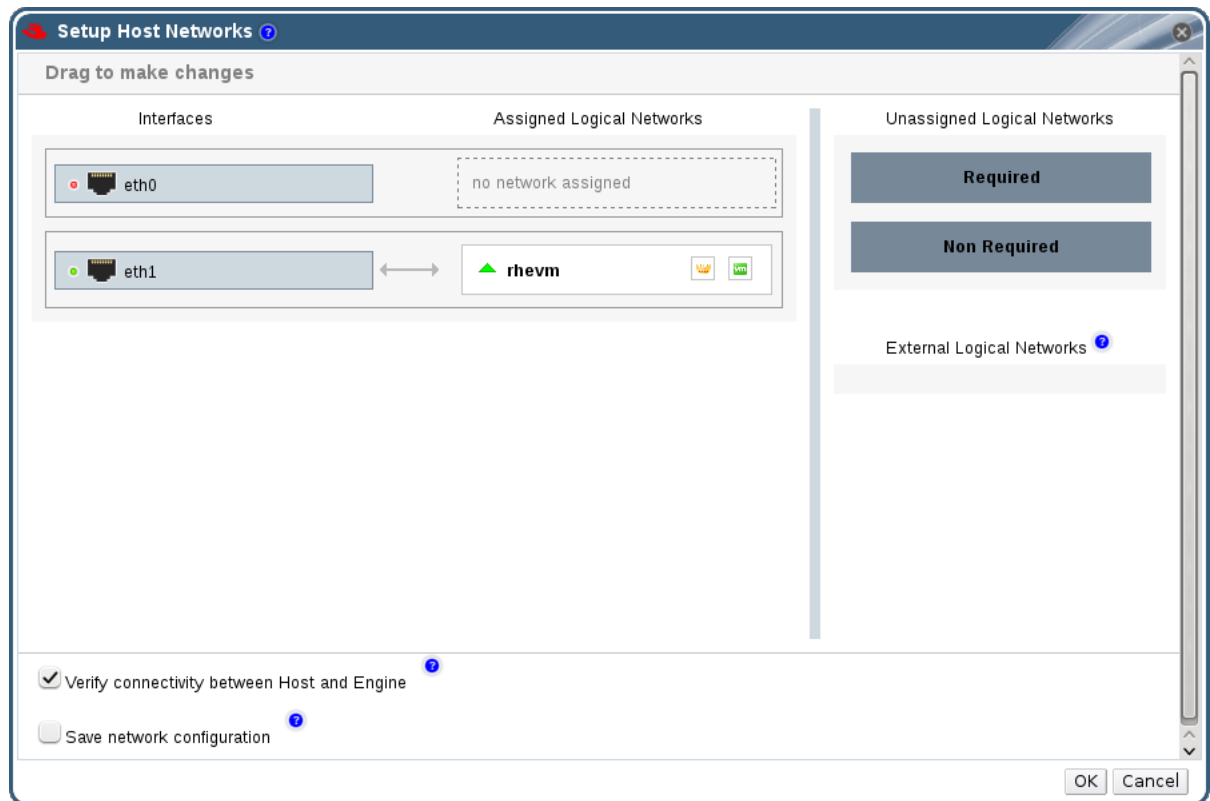 Setup Host Networks
Drag to make changes
Interfaces
Assigned Logical Networks
Unassigned Logical Networks
eth0
no network assigned
Required
eth1
rhevm
vm
Non Required
External Logical Networks
Verify connectivity between Host and Engine
Save network configuration
OK
Cancel